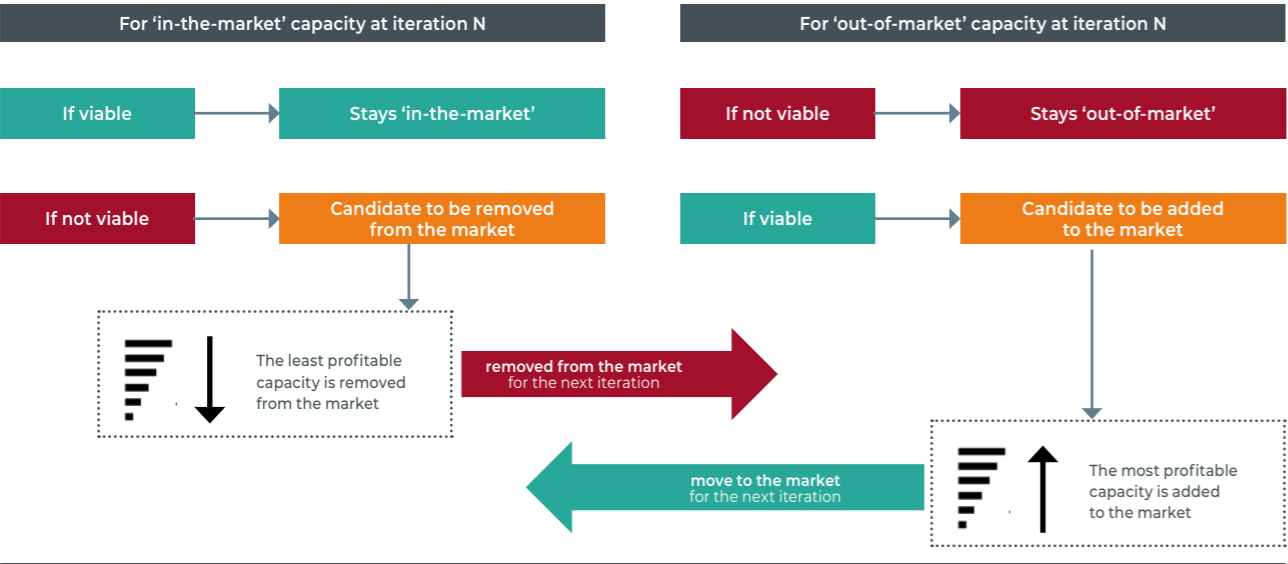 For ‘in-the-market’ capacity at iteration N
For ‘out-of-market’ capacity at iteration N
If viable
Stays ‘in-the-market’
If not viable
Stays ‘out-of-market’
If not viable
Candidate to be removed
from the market
If viable
Candidate to be added
to the market
The least profitable
capacity is removed
from the market
removed from the market
for the next iteration
move to the market
for the next iteration
The most profitable
capacity is added
to the market